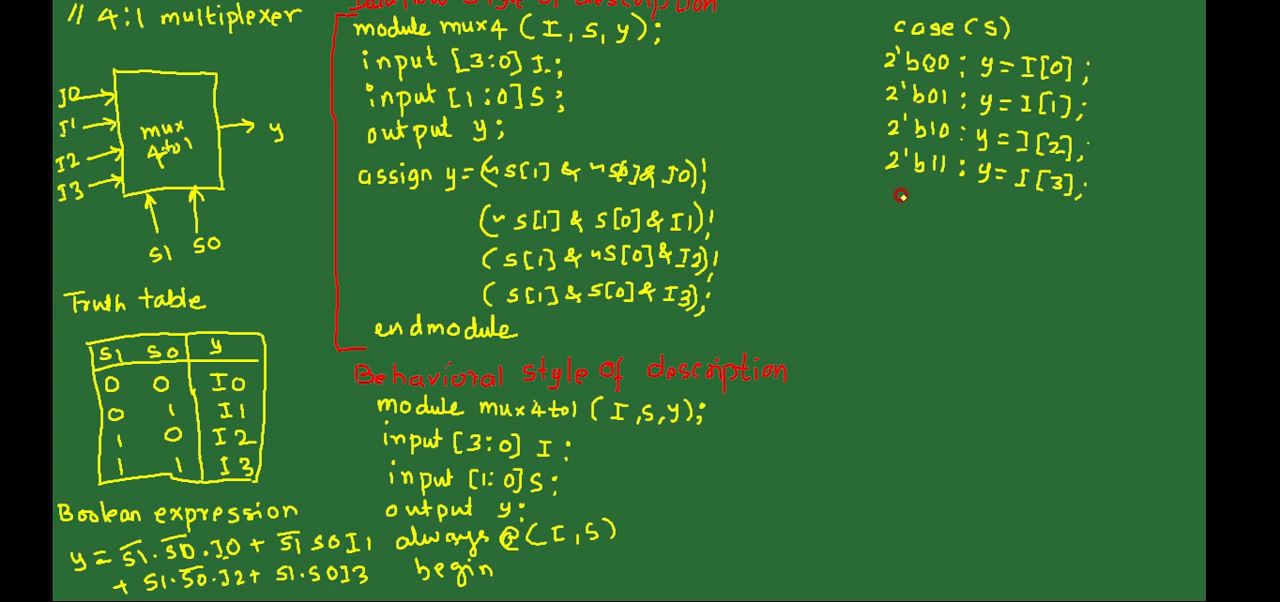 // 4:1 multiplexer
I0
I1
I2
I3
mux
4to1
y
S1 S0
Truth table
S1 S0 y
0 0 I0
0 1 I1
1 0 I2
1 1 I3
Boolean expression
y = S̅1.S̅0.I0 + S̅1 S0 I1
+ S1.S̅0.I2 + S1.S0I3
style of description
module mux4 (I, s, y);
input [3:0] I;
input [1:0] S;
output y;
assign y = (~s[1] & ~s[0] & I0)|
(~ s[1] & s[0] & I1)|
(s[1] & ~s[0] & I2)|
(s[1] & s[0] & I3);
endmodule
Behavioral style of description
module mux4to1 (I,s,y);
input [3:0] I;
input [1:0] S;
output y;
always @(I,S)
begin
case (s)
2'b00 : y = I[0];
2'b01 : y = I[1];
2'b10 : y = I[2];
2'b11 : y = I[3];